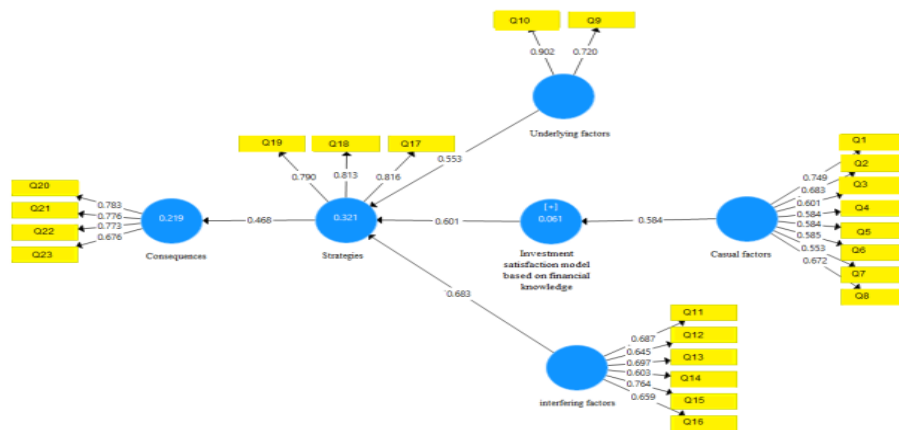 Q10
Q9
0.902
0.720
Underlying factors
Q19
Q18
Q17
0.790
0.813
0.816
0.553
Q1
Q2
Q3
Q4
Q5
Q6
Q7
Q8
0.749
0.683
0.601
0.584
0.584
0.585
0.553
0.672
Q20
Q21
Q22
Q23
0.783
0.776
0.773
0.676
0.219
Consequences
0.468
0.321
Strategies
0.601
[+]
0.061
Investment
satisfaction model
based on financial
knowledge
0.584
Casual factors
0.683
Q11
Q12
Q13
Q14
Q15
Q16
0.687
0.645
0.697
0.603
0.764
0.659
interfering factors